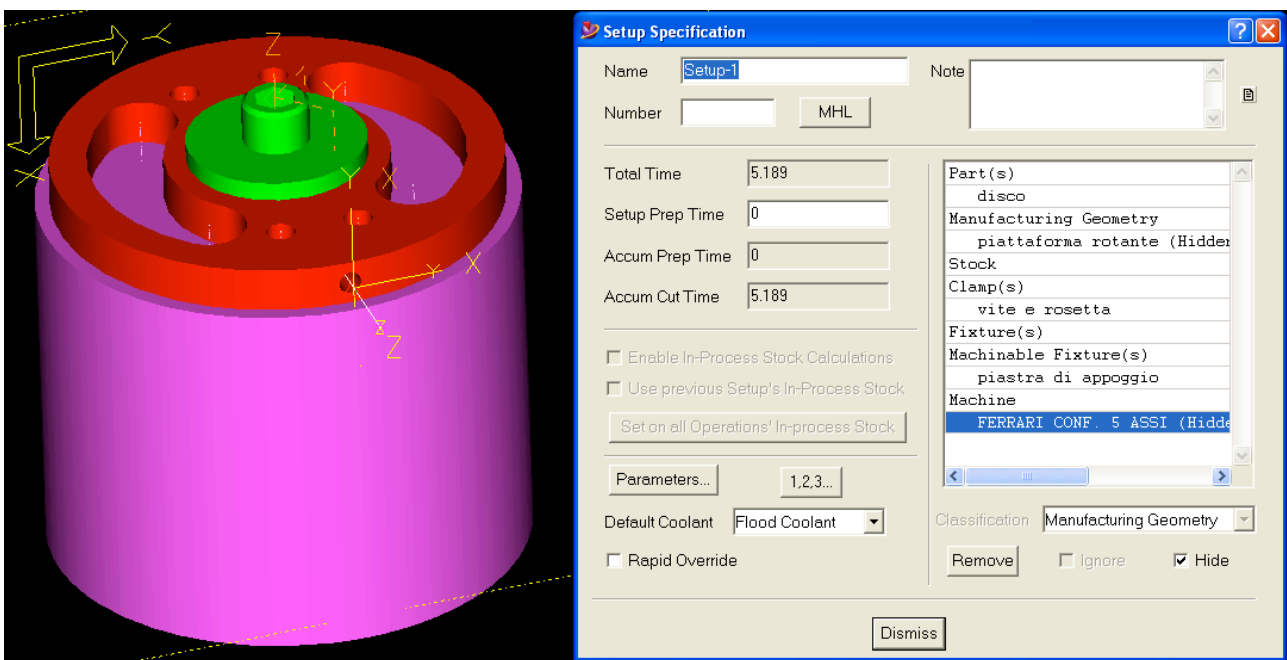 Setup Specification
Name Setup-1
Note
Number MHL
Total Time 5.189
Setup Prep Time 0
Accum Prep Time 0
Accum Cut Time 5.189
Enable In-Process Stock Calculations
Use previous Setup's In-Process Stock
Set on all Operations' In-process Stock
Parameters... 1,2,3...
Default Coolant Flood Coolant
Rapid Override
Part(s)
disco
Manufacturing Geometry
piattaforma rotante (Hidden
Stock
Clamp(s)
vite e rosetta
Fixture(s)
Machinable Fixture(s)
piastra di appoggio
Machine
FERRARI CONF. 5 ASSI (Hidde
Classification Manufacturing Geometry
Remove Ignore Hide
Dismiss
Y
X
Z
Y
Y
X
Y
X
Z
Z